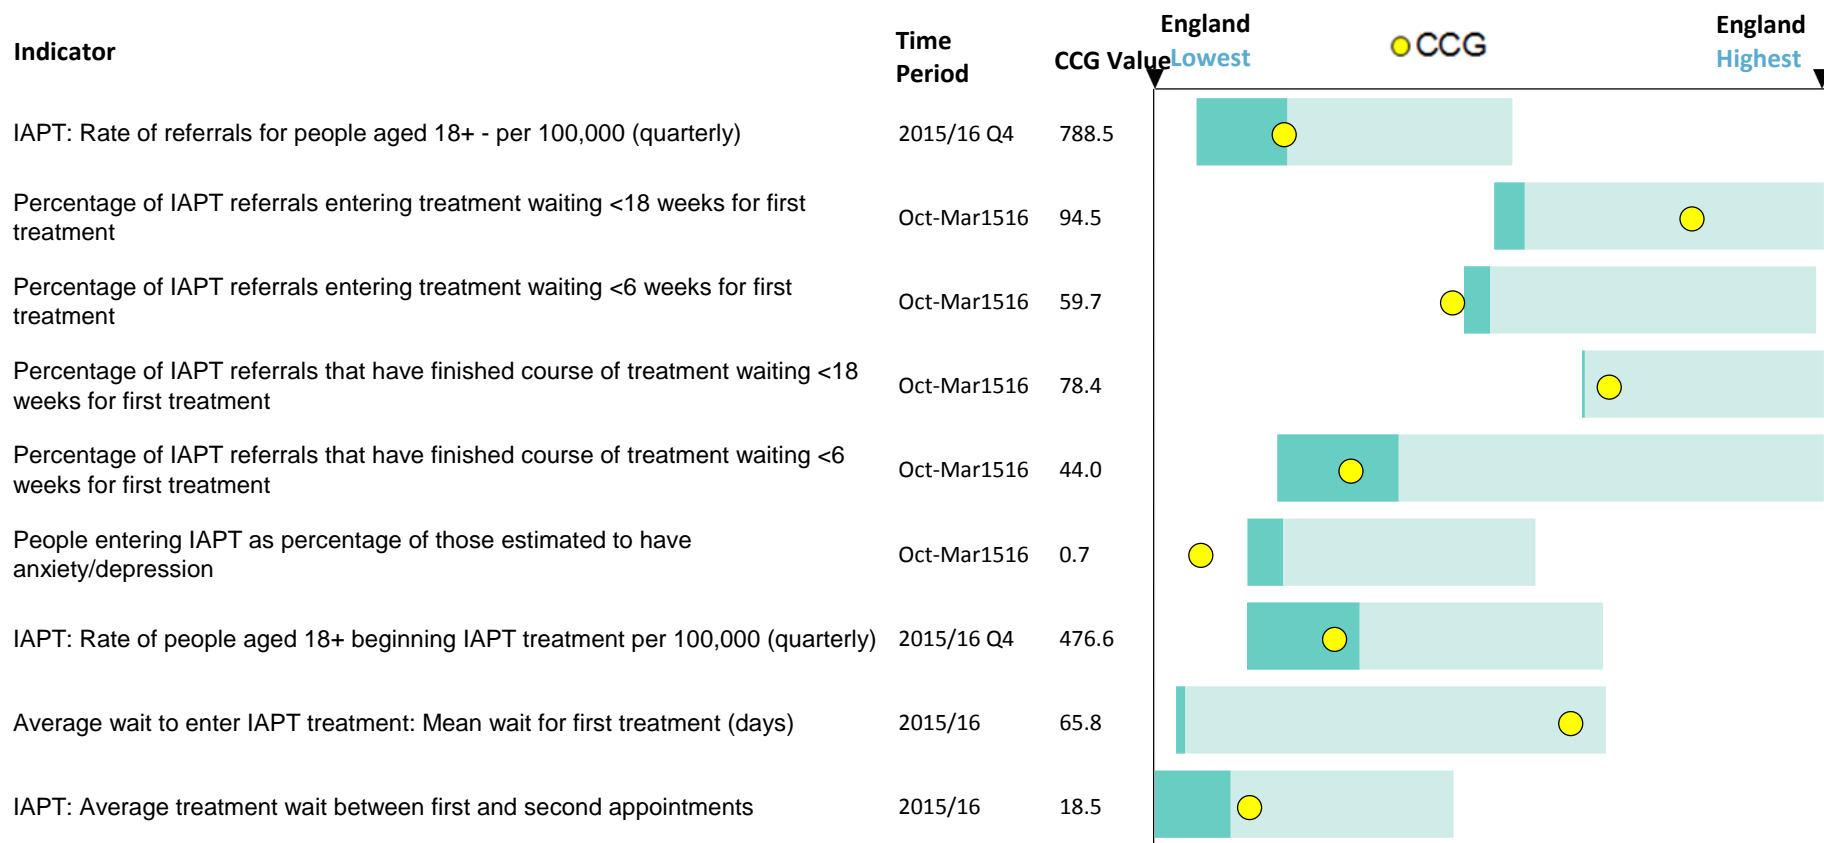 Indicator
Time
Period
CCG Value
England
Lowest
CCG
England
Highest
IAPT: Rate of referrals for people aged 18+ - per 100,000 (quarterly) 2015/16 Q4 788.5
Percentage of IAPT referrals entering treatment waiting <18 weeks for first
treatment
Oct-Mar1516 94.5
Percentage of IAPT referrals entering treatment waiting <6 weeks for first
treatment
Oct-Mar1516 59.7
Percentage of IAPT referrals that have finished course of treatment waiting <18
weeks for first treatment
Oct-Mar1516 78.4
Percentage of IAPT referrals that have finished course of treatment waiting <6
weeks for first treatment
Oct-Mar1516 44.0
People entering IAPT as percentage of those estimated to have
anxiety/depression
Oct-Mar1516 0.7
IAPT: Rate of people aged 18+ beginning IAPT treatment per 100,000 (quarterly) 2015/16 Q4 476.6
Average wait to enter IAPT treatment: Mean wait for first treatment (days) 2015/16 65.8
IAPT: Average treatment wait between first and second appointments 2015/16 18.5